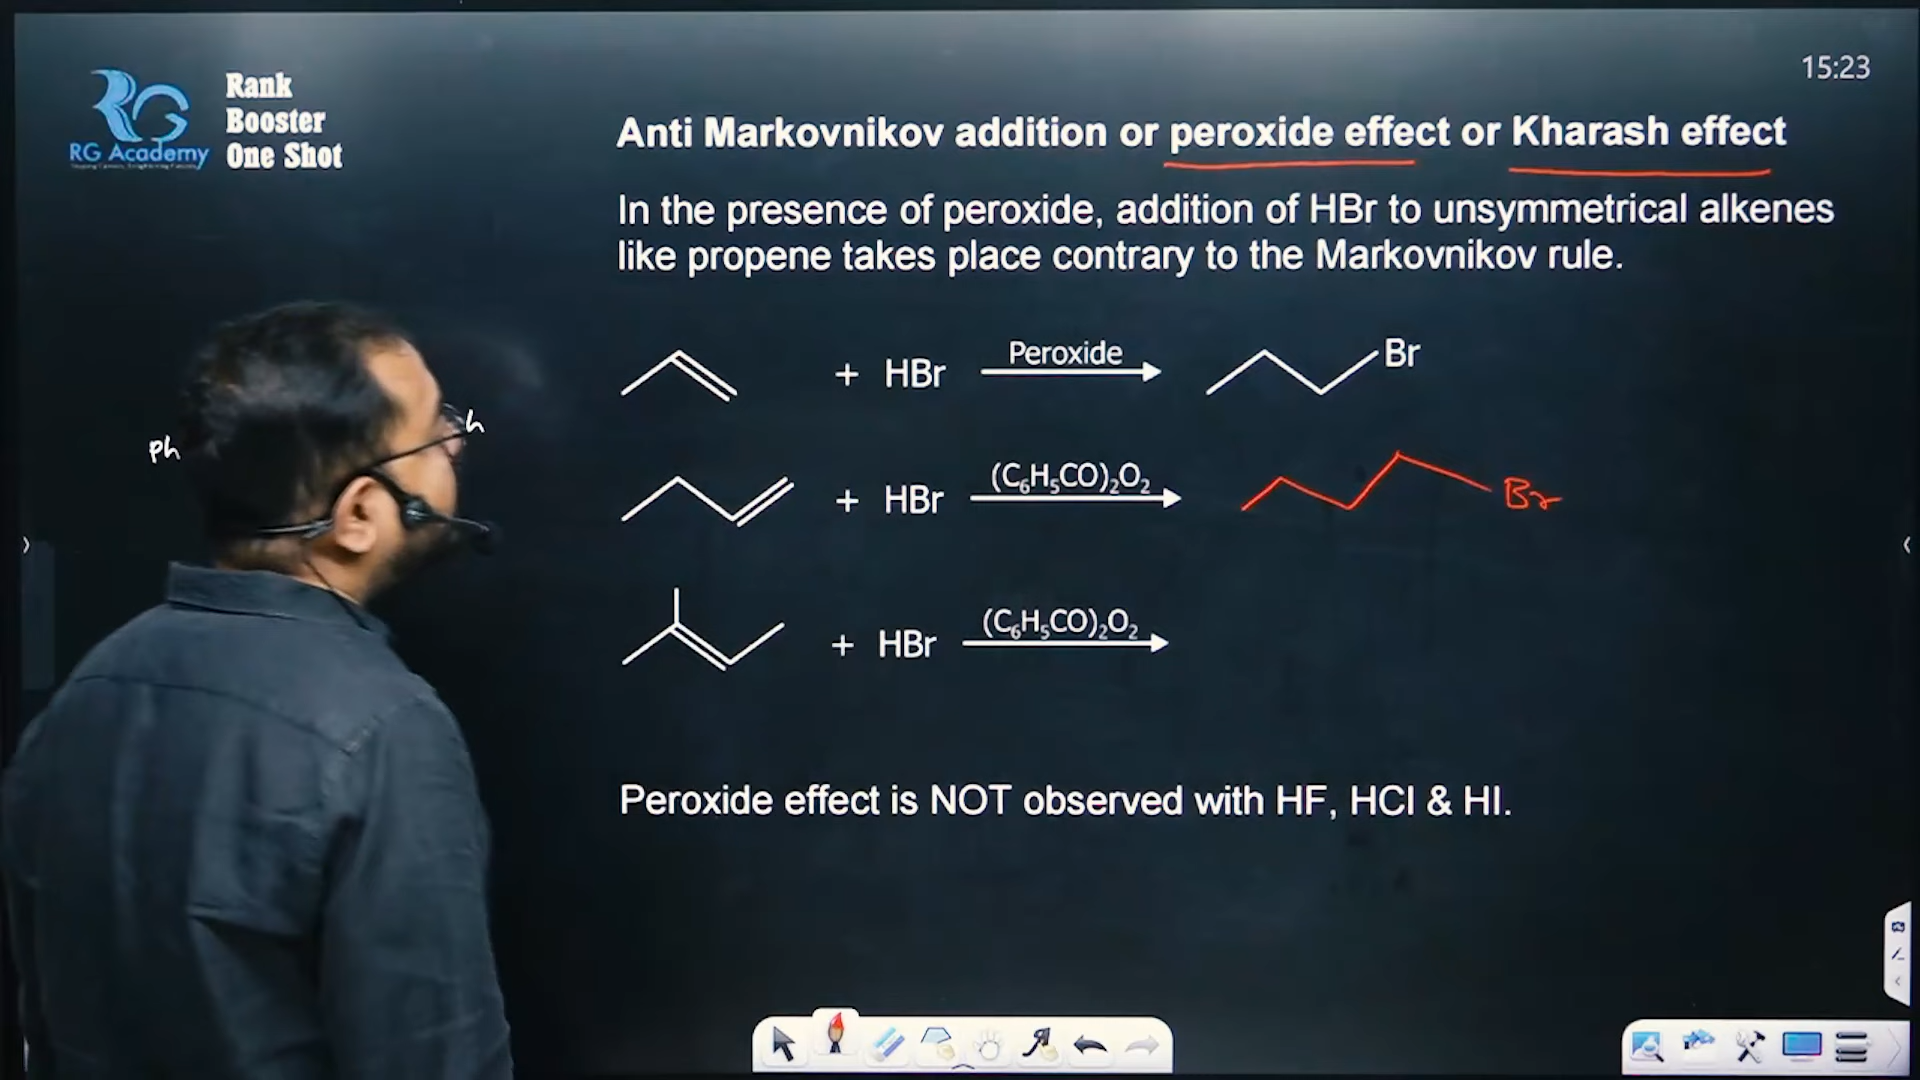 RG Academy
Rank
Booster
One Shot
15:23
Anti Markovnikov addition or peroxide effect or Kharash effect
In the presence of peroxide, addition of HBr to unsymmetrical alkenes
like propene takes place contrary to the Markovnikov rule.
+ HBr Peroxide Br
Ph h
+ HBr (C₆H₅CO)₂O₂ Br
+ HBr (C₆H₅CO)₂O₂
Peroxide effect is NOT observed with HF, HCl & HI.